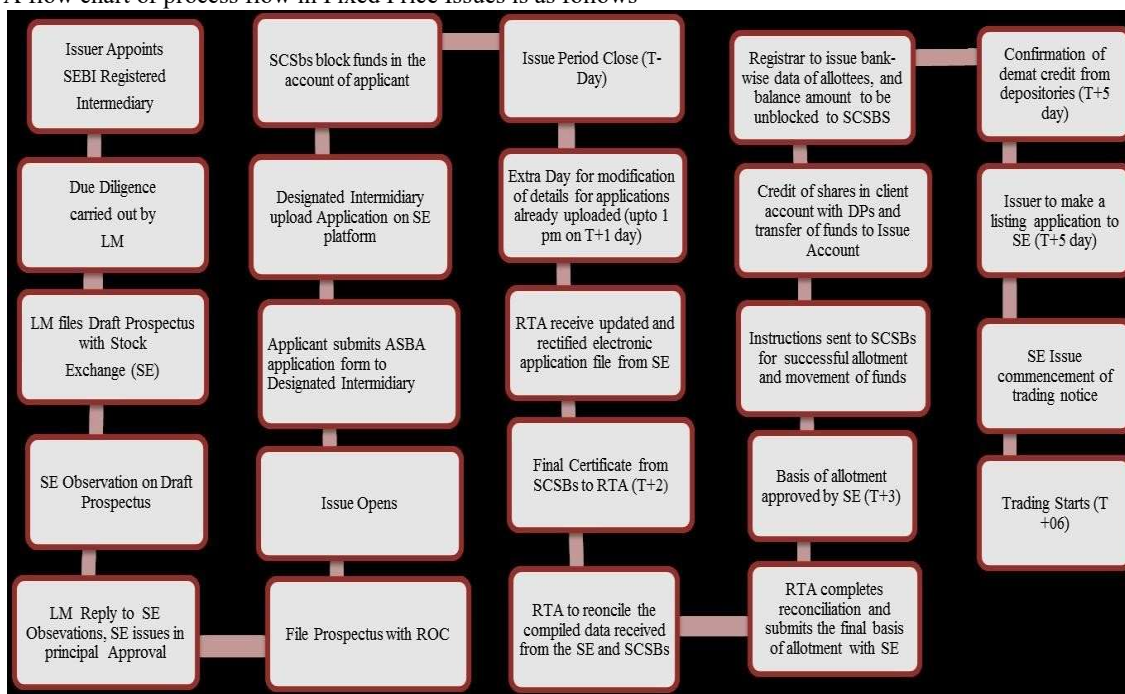 A flow chart of process flow in Fixed Price Issues is as follows
Issuer Appoints
SEBI Registered
Intermediary
Due Diligence
carried out by
LM
LM files Draft Prospectus
with Stock
Exchange (SE)
SE Observation on Draft
Prospectus
LM Reply to SE
Obsevations, SE issues in
principal Approval
File Prospectus with ROC
Issue Opens
Applicant submits ASBA
application form to
Designated Intermidiary
Designated Intermidiary
upload Application on SE
platform
SCSbs block funds in the
account of applicant
Issue Period Close (T-
Day)
Extra Day for modification
of details for applications
already uploaded (upto 1
pm on T+1 day)
RTA receive updated and
rectified electronic
application file from SE
Final Certificate from
SCSBs to RTA (T+2)
RTA to reconcile the
compiled data received
from the SE and SCSBs
RTA completes
reconciliation and
submits the final basis
of allotment with SE
Basis of allotment
approved by SE (T+3)
Instructions sent to SCSBs
for successful allotment
and movement of funds
Credit of shares in client
account with DPs and
transfer of funds to Issue
Account
Registrar to issue bank-
wise data of allottees, and
balance amount to be
unblocked to SCSBS
Confirmation of
demat credit from
depositories (T+5
day)
Issuer to make a
listing application to
SE (T+5 day)
SE Issue
commencement of
trading notice
Trading Starts (T
+06)